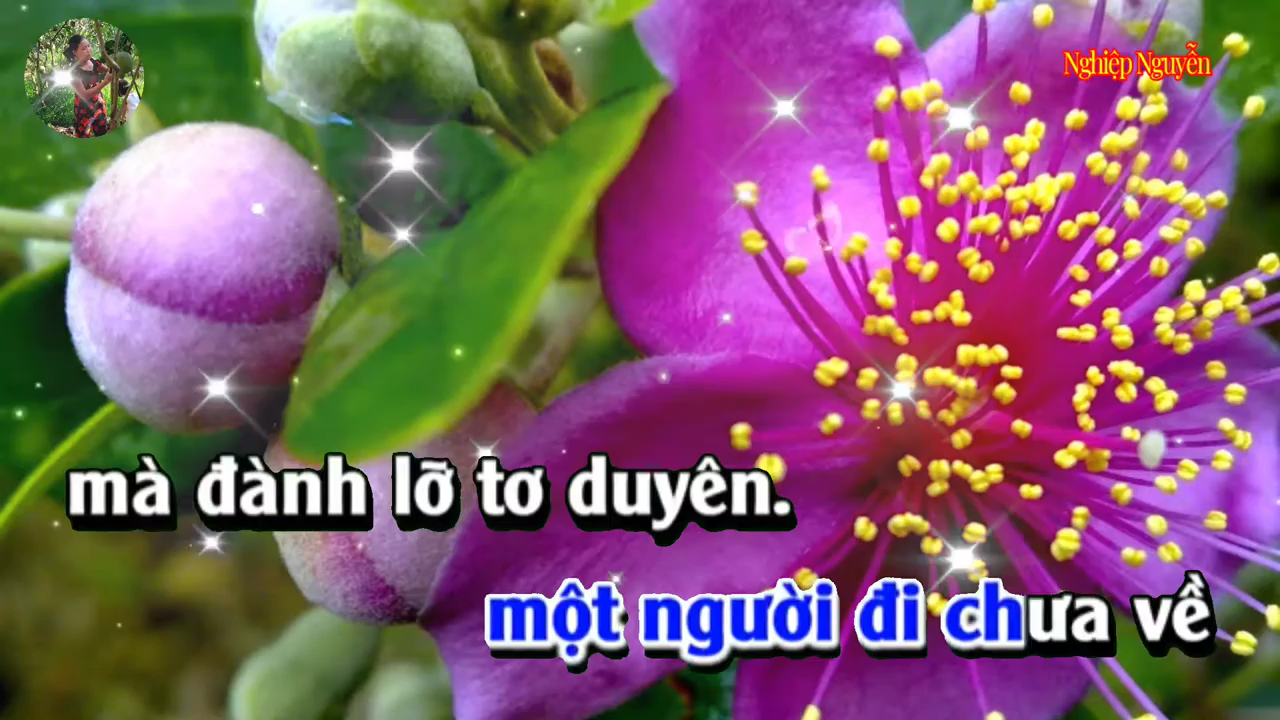 Nghiệp Nguyễn
mà đành lỡ tơ duyên.
một người đi chưa về